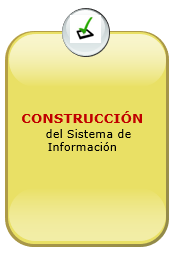 CONSTRUCCIÓN
del Sistema de
Información